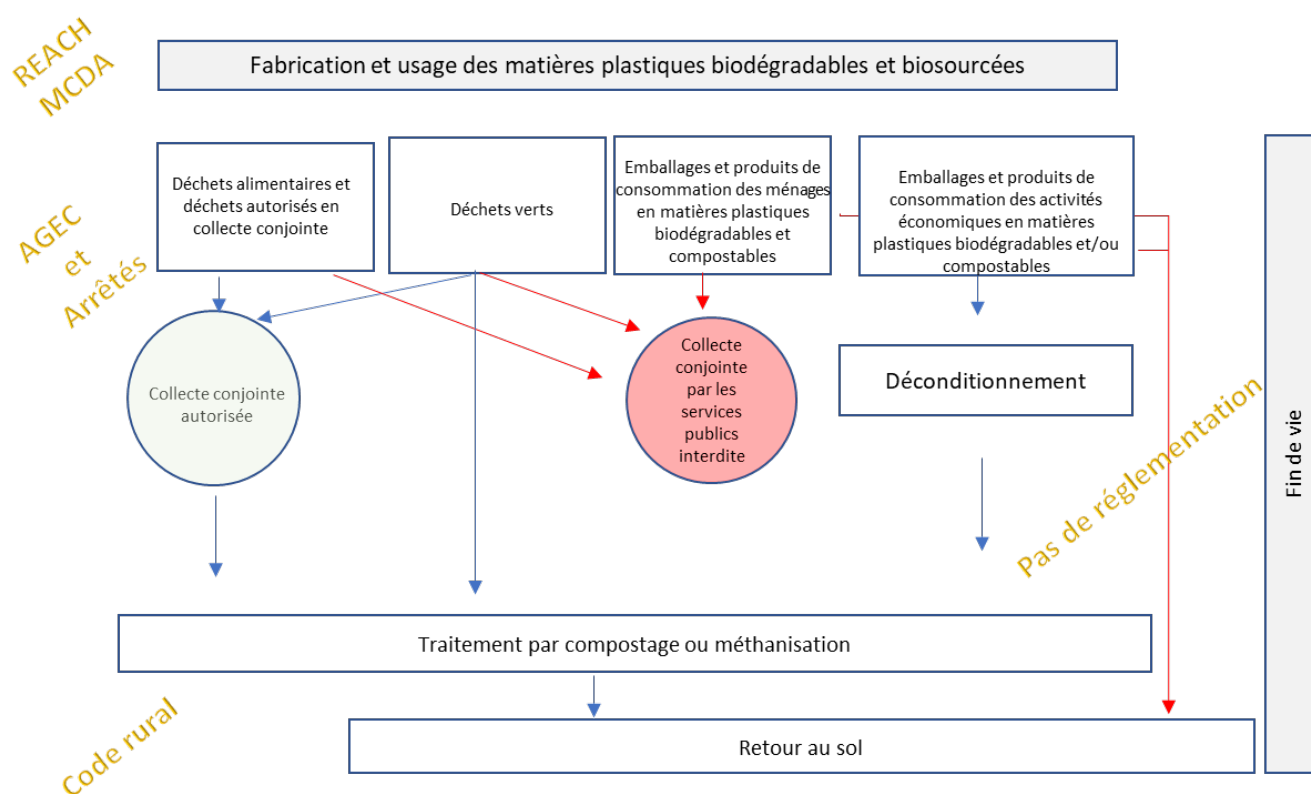 REACH
MCDA
Fabrication et usage des matières plastiques biodégradables et biosourcées
AGEC
et
Arrêtés
Déchets alimentaires et
déchets autorisés en
collecte conjointe
Déchets verts
Emballages et produits de
consommation des ménages
en matières plastiques
biodégradables et
compostables
Emballages et produits de
consommation des activités
économiques en matières
plastiques biodégradables et/ou
compostables
Collecte conjointe
autorisée
Collecte
conjointe
par les
services
publics
interdite
Déconditionnement
Pas de réglementation
Fin de vie
Traitement par compostage ou méthanisation
Code rural
Retour au sol